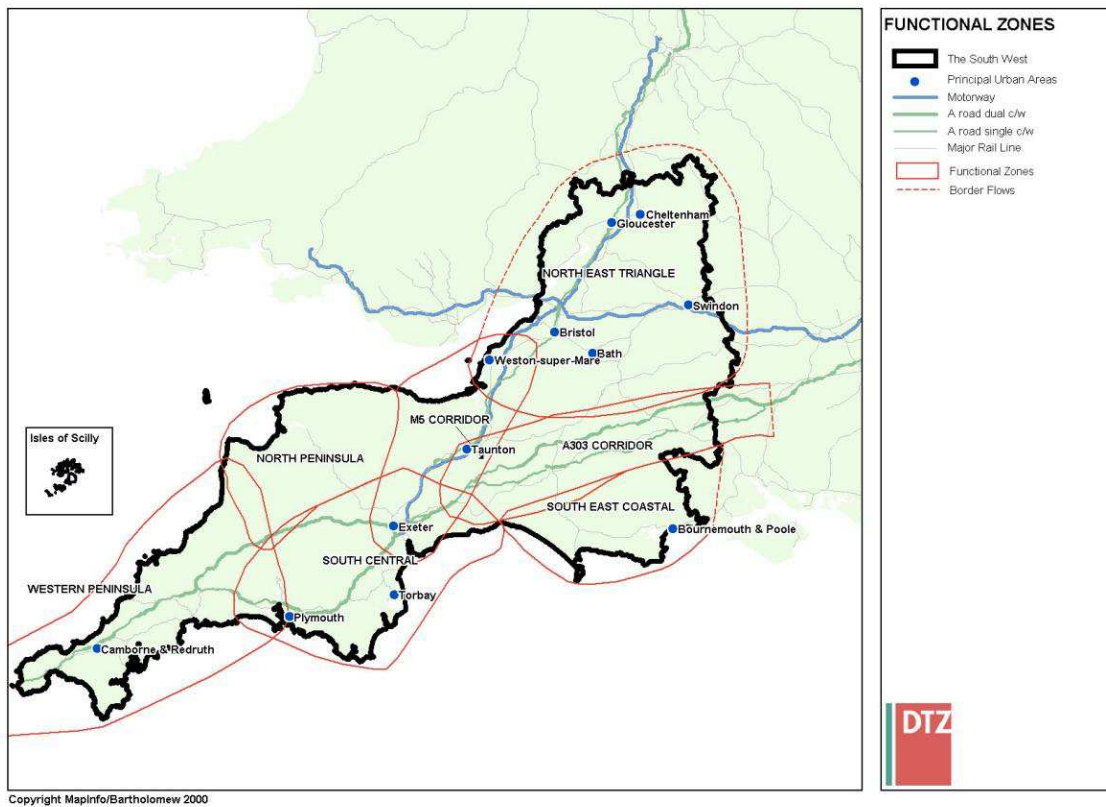 FUNCTIONAL ZONES
The South West
Principal Urban Areas
Motorway
A road dual c/w
A road single c/w
Major Rail Line
Functional Zones
Border Flows
Cheltenham
Gloucester
NORTH EAST TRIANGLE
Swindon
Bristol
Bath
Weston-super-Mare
M5 CORRIDOR
Isles of Scilly
Taunton
A303 CORRIDOR
NORTH PENINSULA
SOUTH EAST COASTAL
Exeter
Bournemouth & Poole
SOUTH CENTRAL
WESTERN PENINSULA
Torbay
Plymouth
Camborne & Redruth
DTZ
Copyright MapInfo/Bartholomew 2000